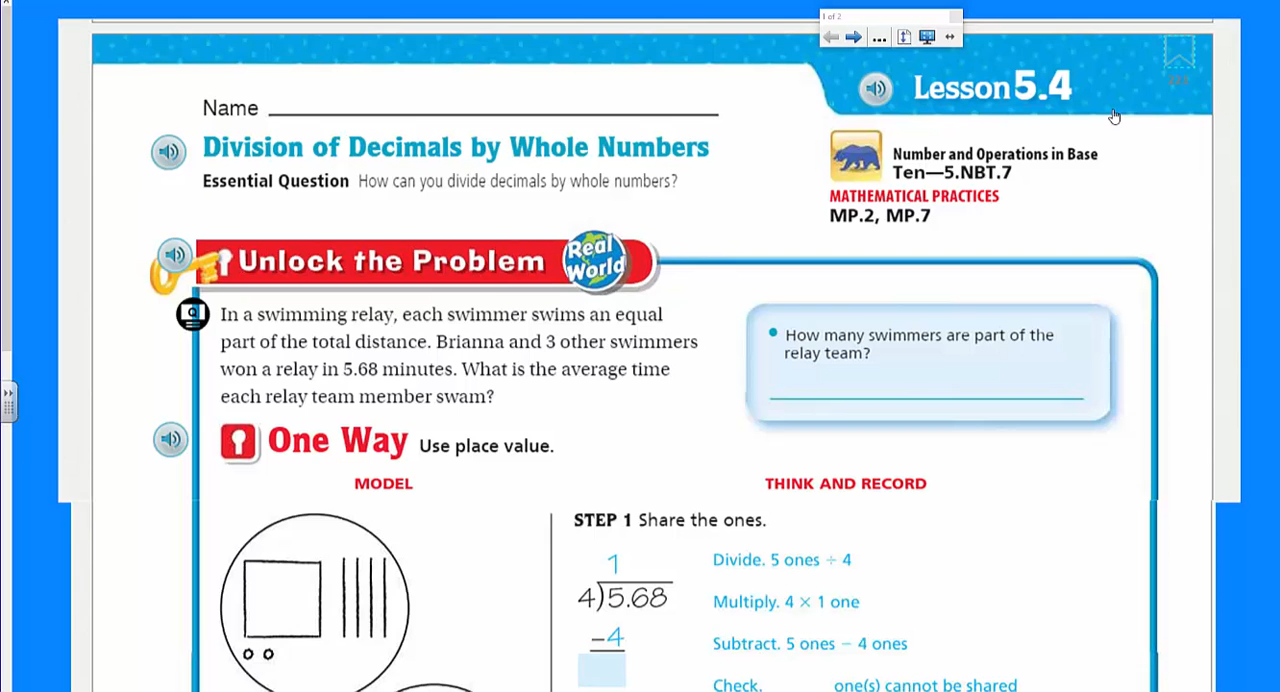 1 of 2
Lesson 5.4
Name
Division of Decimals by Whole Numbers
Essential Question How can you divide decimals by whole numbers?
Number and Operations in Base
Ten—5.NBT.7
MATHEMATICAL PRACTICES
MP.2, MP.7
Unlock the Problem
Real
World
In a swimming relay, each swimmer swims an equal
part of the total distance. Brianna and 3 other swimmers
won a relay in 5.68 minutes. What is the average time
each relay team member swam?
• How many swimmers are part of the
relay team?
One Way Use place value.
MODEL
THINK AND RECORD
STEP 1 Share the ones.
1
4)5.68
−4
Divide. 5 ones ÷ 4
Multiply. 4 × 1 one
Subtract. 5 ones − 4 ones
Check. one(s) cannot be shared